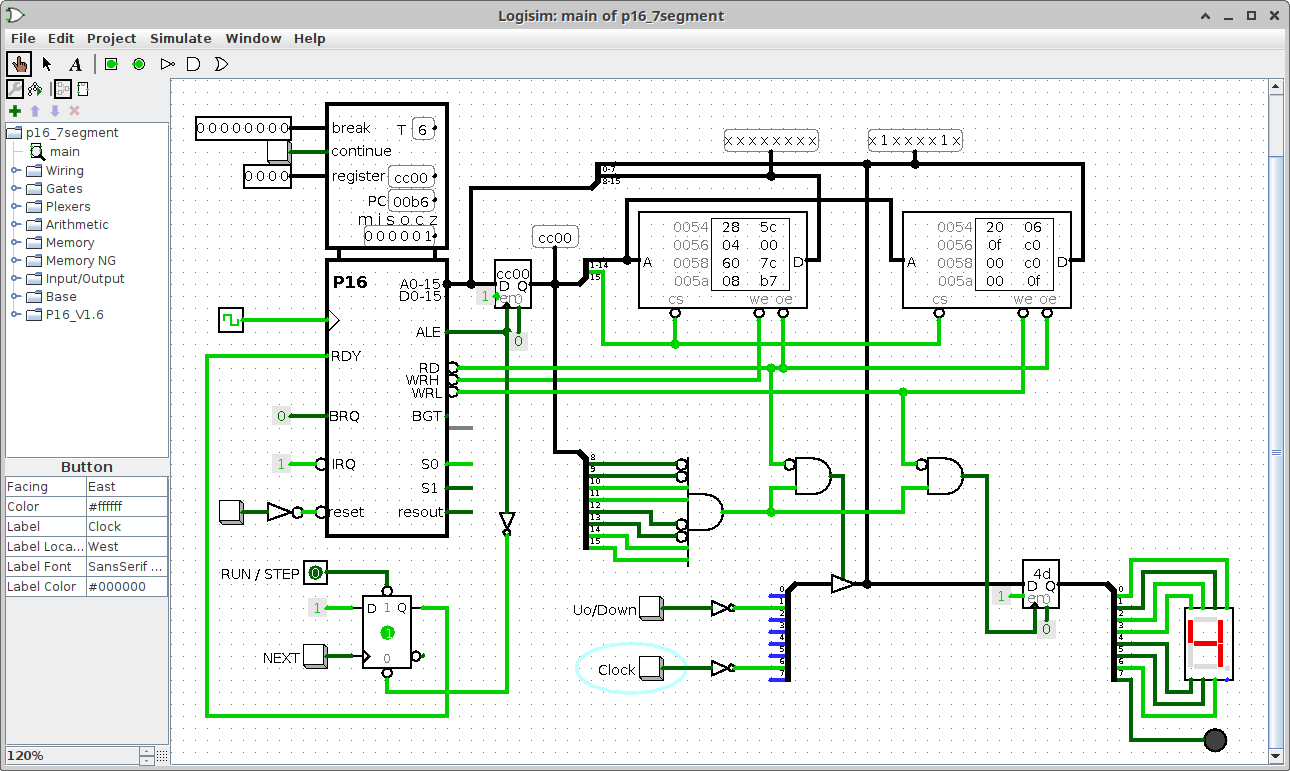 Logisim: main of p16_7segment
File Edit Project Simulate Window Help
A
p16_7segment
main
Wiring
Gates
Plexers
Arithmetic
Memory
Memory NG
Input/Output
Base
P16_V1.6
Button
Facing East
Color #ffffff
Label Clock
Label Loca... West
Label Font SansSerif ...
Label Color #000000
120%
00000000 break T 6
continue
0000 register cc00
PC 00b6
m i s o c z
000001
P16
A0-15
D0-15
ALE
RDY
RD
WRH
WRL
0 BRQ BGT
1 IRQ S0
S1
reset resout
cc00
cc00
D Q
1 en 0
0
0-7
8-15
1-14
15
xxxxxxxx
x1xxxx1x
0054 28 5c
0056 04 00
0058 60 7c
005a 08 b7
A D
cs we oe
0054 20 06
0056 0f c0
0058 00 c0
005a 00 0f
A D
cs we oe
8
9
10
11
12
13
14
15
RUN / STEP 0
1 D 1 Q
1
NEXT 0
Uo/Down
Clock
0
1
2
3
4
5
6
7
4d
D Q
1 en 0
0
0
1
2
3
4
5
6
7